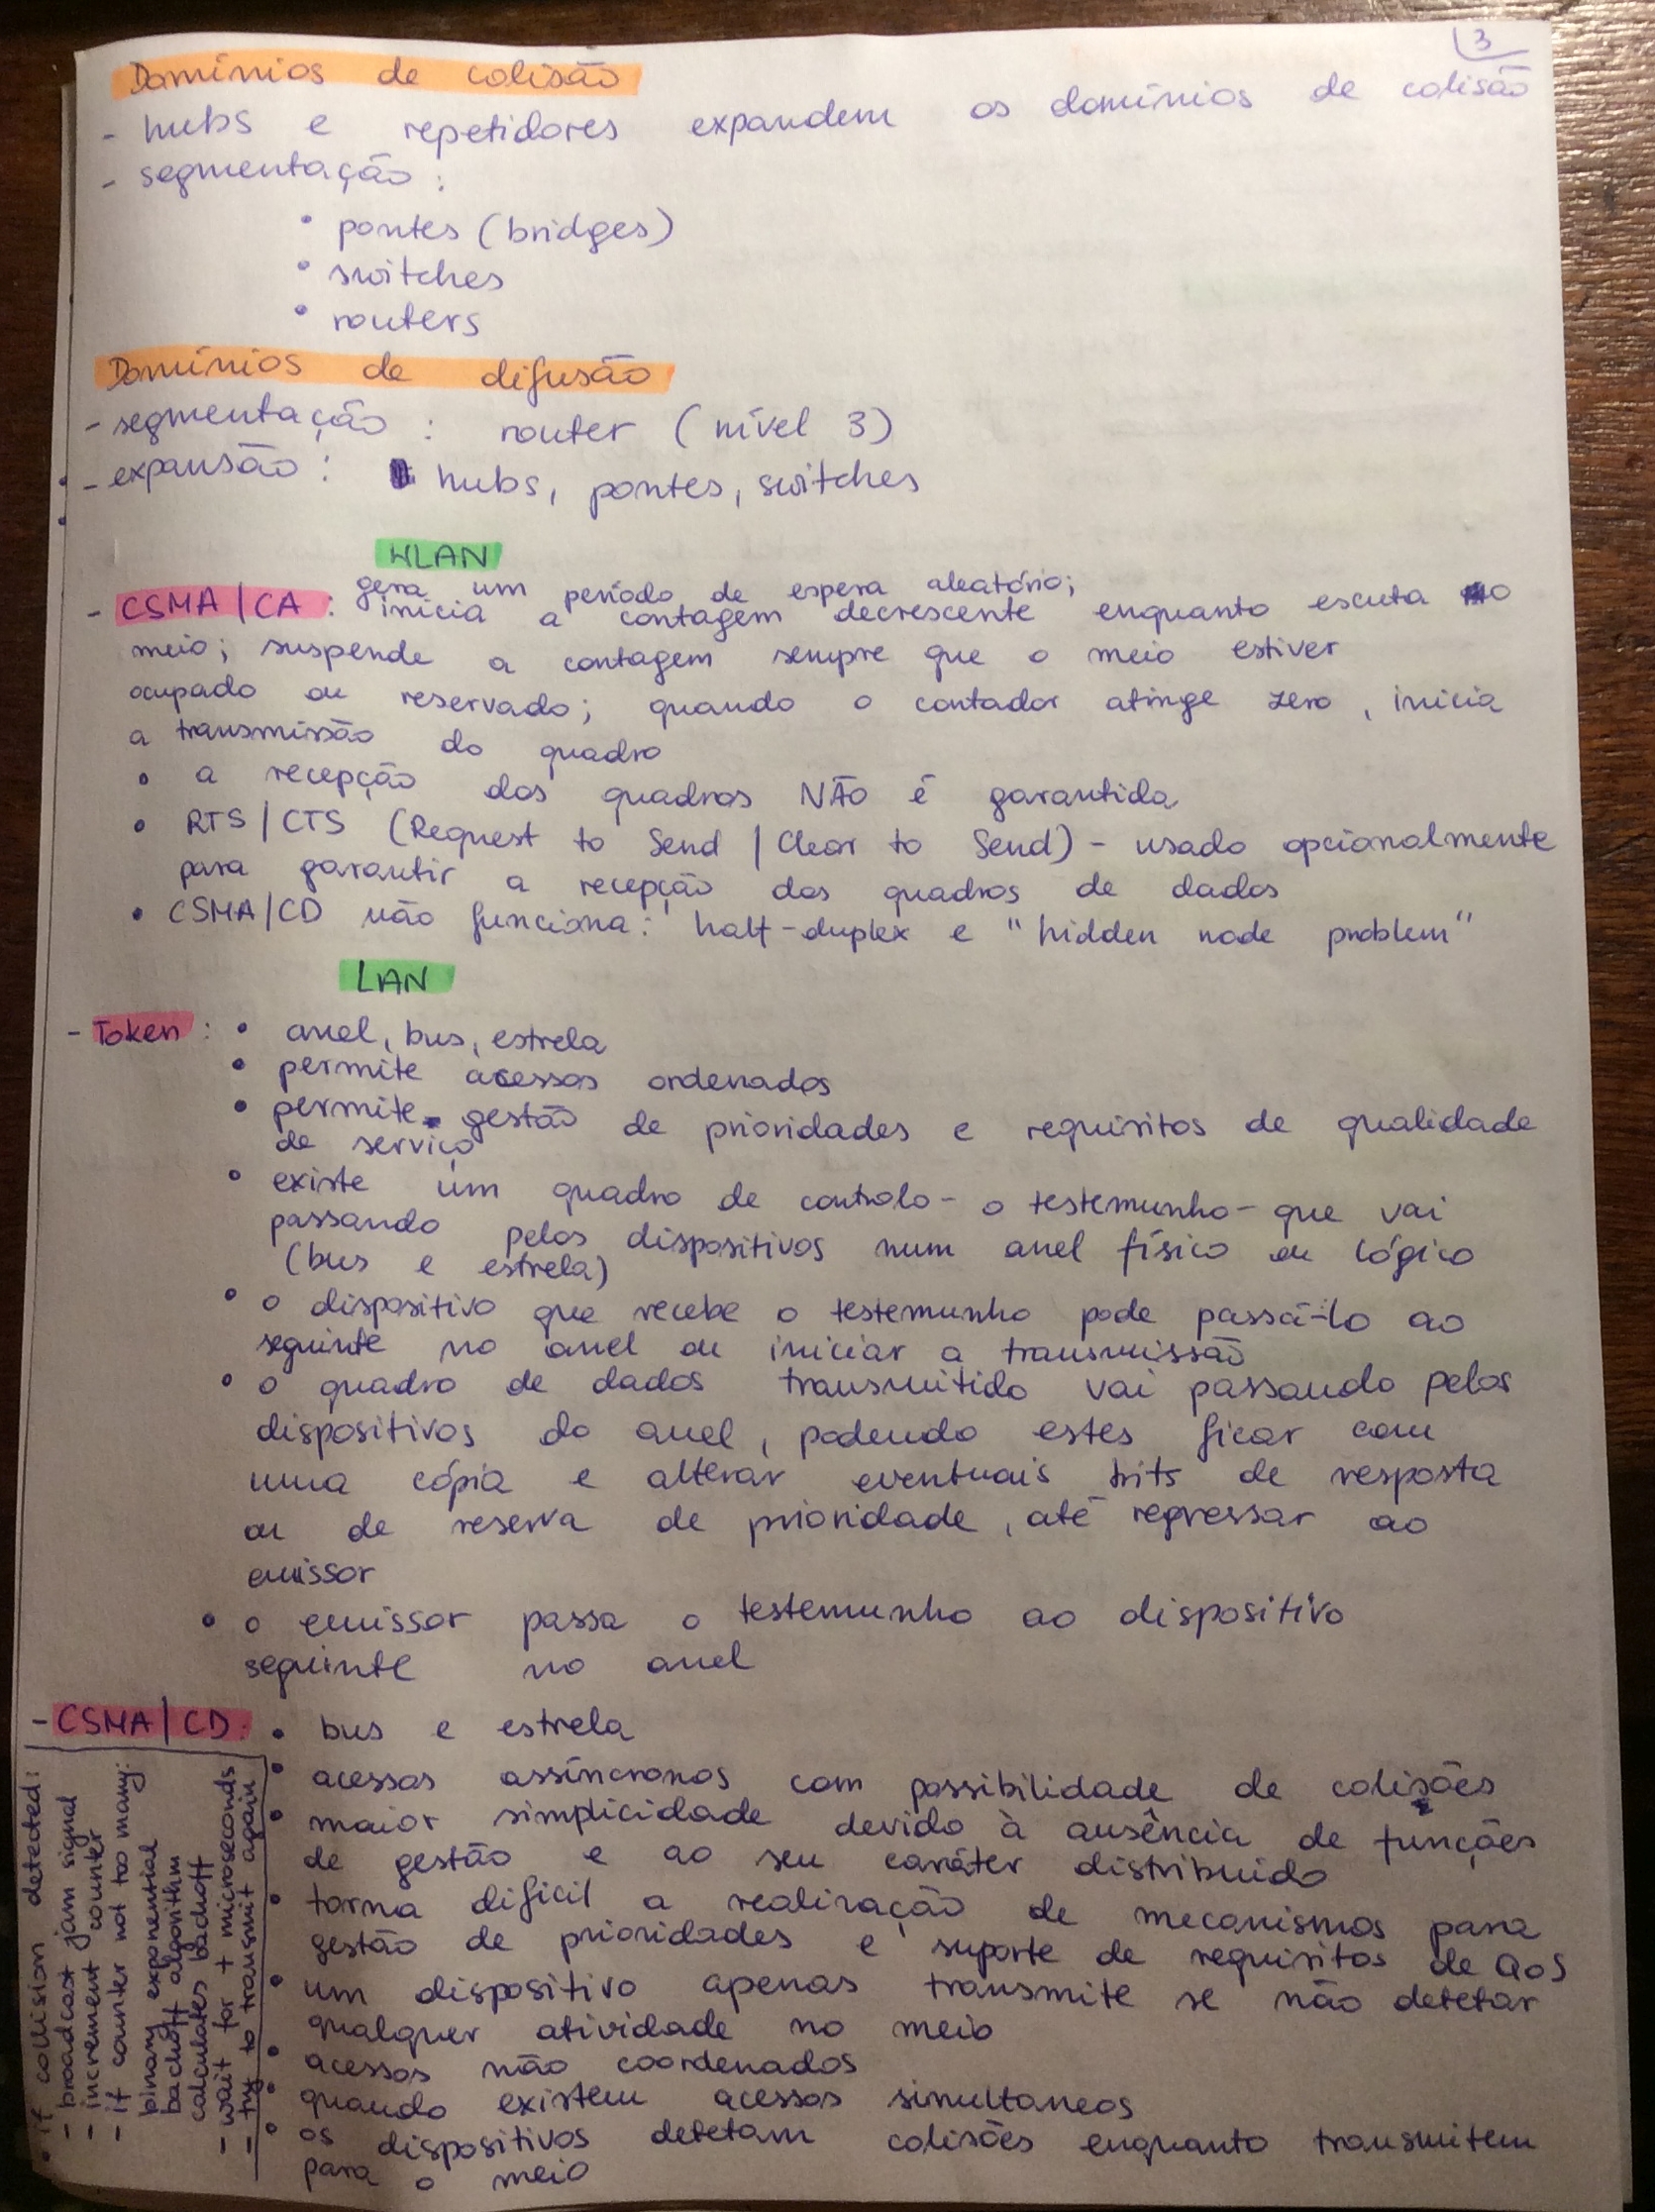 3
Domínios de colisão
- hubs e repetidores expandem os domínios de colisão
- segmentação:
• pontes (bridges)
• switches
• routers
Domínios de difusão
- segmentação: router (nível 3)
- expansão: hubs, pontes, switches
WLAN
- CSMA/CA: gera um período de espera aleatório;
inicia a contagem decrescente enquanto escuta o
meio; suspende a contagem sempre que o meio estiver
ocupado ou reservado; quando o contador atinge zero, inicia
a transmissão do quadro
• a recepção dos quadros NÃO é garantida
• RTS/CTS (Request to Send / Clear to Send) - usado opcionalmente
para garantir a recepção dos quadros de dados
• CSMA/CD não funciona: half-duplex e "hidden node problem"
LAN
- Token: • anel, bus, estrela
• permite acessos ordenados
• permite gestão de prioridades e requisitos de qualidade
de serviço
• existe um quadro de controlo - o testemunho - que vai
passando pelos dispositivos num anel físico ou lógico
(bus e estrela)
• o dispositivo que recebe o testemunho pode passá-lo ao
seguinte no anel ou iniciar a transmissão
• o quadro de dados transmitido vai passando pelos
dispositivos do anel, podendo estes ficar com
uma cópia e alterar eventuais bits de resposta
ou de reserva de prioridade, até regressar ao
emissor
• o emissor passa o testemunho ao dispositivo
seguinte no anel
- CSMA/CD: • bus e estrela
• acessos assíncronos com possibilidade de colisões
• maior simplicidade devido à ausência de funções
de gestão e ao seu caráter distribuído
• torna difícil a realização de mecanismos para
gestão de prioridades e suporte de requisitos de QoS
• um dispositivo apenas transmite se não detetar
qualquer atividade no meio
• acessos não coordenados
• quando existem acessos simultaneos
• os dispositivos detetam colisões enquanto transmitem
para o meio
• if collision detected:
- broadcast jam signal
- increment counter
- if counter not too many:
binary exponential
backoff algorithm
calculates backoff
- wait for t microseconds
- try to transmit again